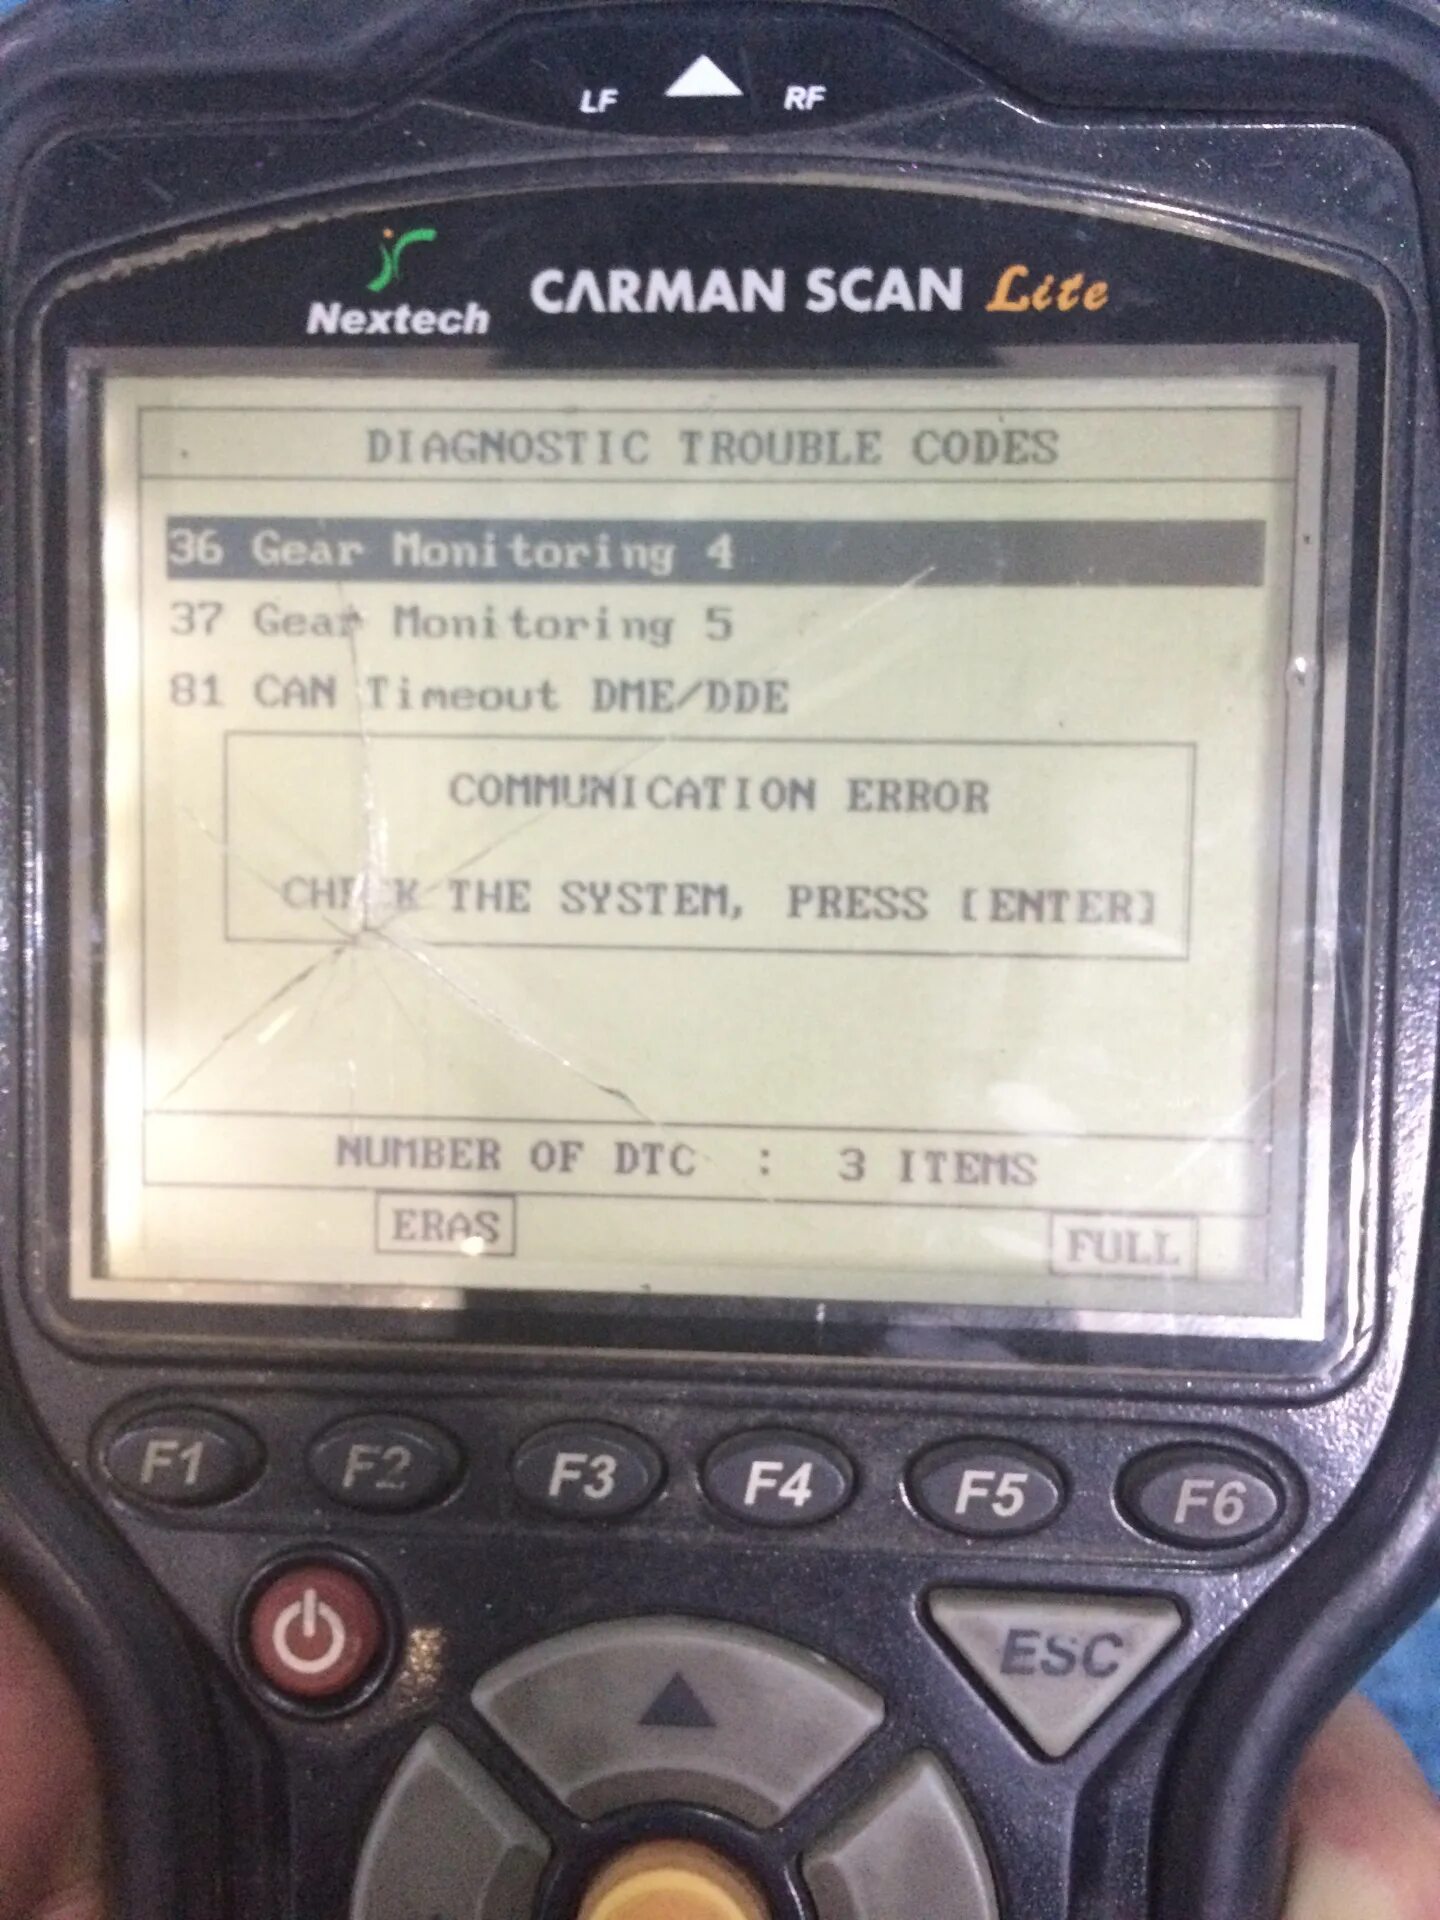 LF RF
Nextech CARMAN SCAN Lite
DIAGNOSTIC TROUBLE CODES
36 Gear Monitoring 4
37 Gear Monitoring 5
81 CAN Timeout DME/DDE
COMMUNICATION ERROR
CHECK THE SYSTEM, PRESS [ENTER]
NUMBER OF DTC : 3 ITEMS
ERAS FULL
F1 F2 F3 F4 F5 F6
ESC